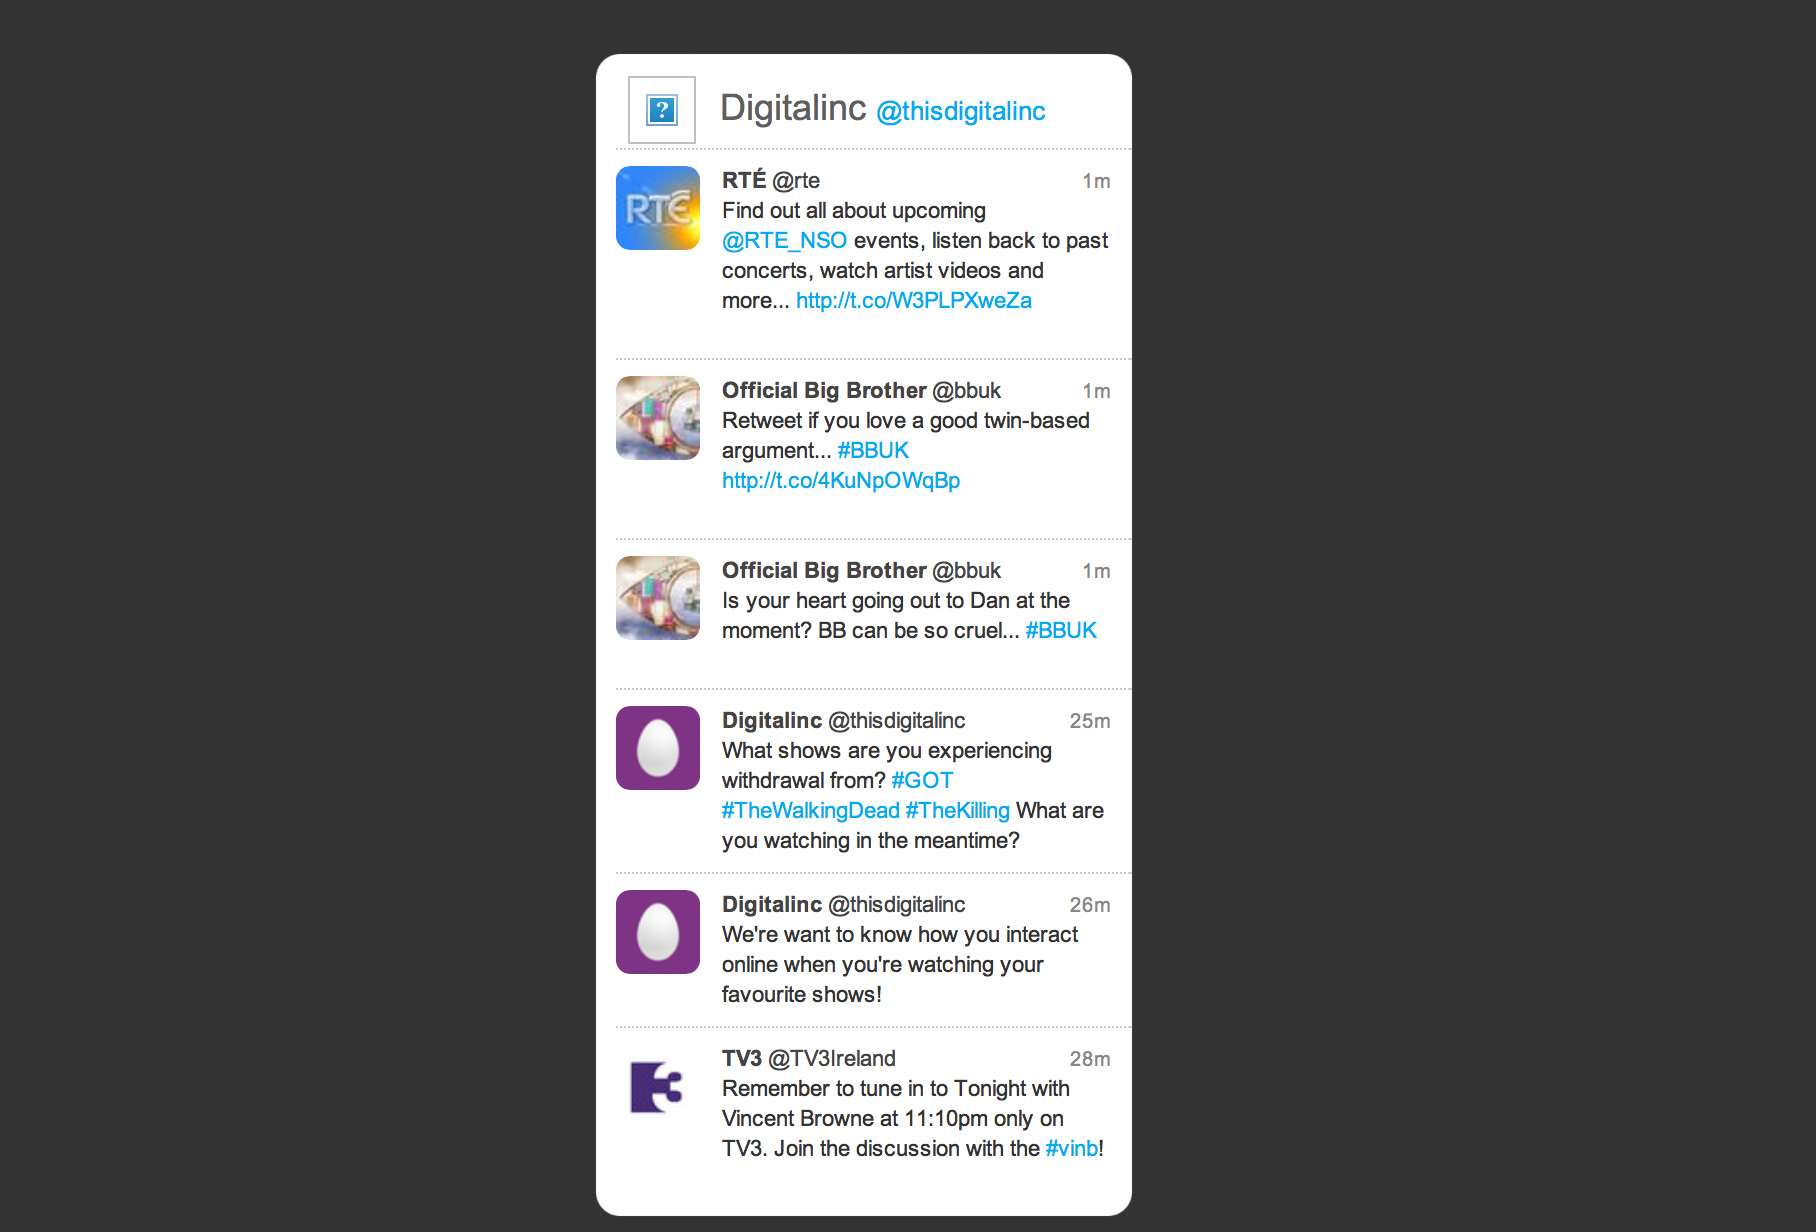 Digitalinc @thisdigitalinc
RTÉ
RTÉ @rte 1m
Find out all about upcoming
@RTE_NSO events, listen back to past
concerts, watch artist videos and
more... http://t.co/W3PLPXweZa
Official Big Brother @bbuk 1m
Retweet if you love a good twin-based
argument... #BBUK
http://t.co/4KuNpOWqBp
Official Big Brother @bbuk 1m
Is your heart going out to Dan at the
moment? BB can be so cruel... #BBUK
Digitalinc @thisdigitalinc 25m
What shows are you experiencing
withdrawal from? #GOT
#TheWalkingDead #TheKilling What are
you watching in the meantime?
Digitalinc @thisdigitalinc 26m
We're want to know how you interact
online when you're watching your
favourite shows!
3
TV3 @TV3Ireland 28m
Remember to tune in to Tonight with
Vincent Browne at 11:10pm only on
TV3. Join the discussion with the #vinb!